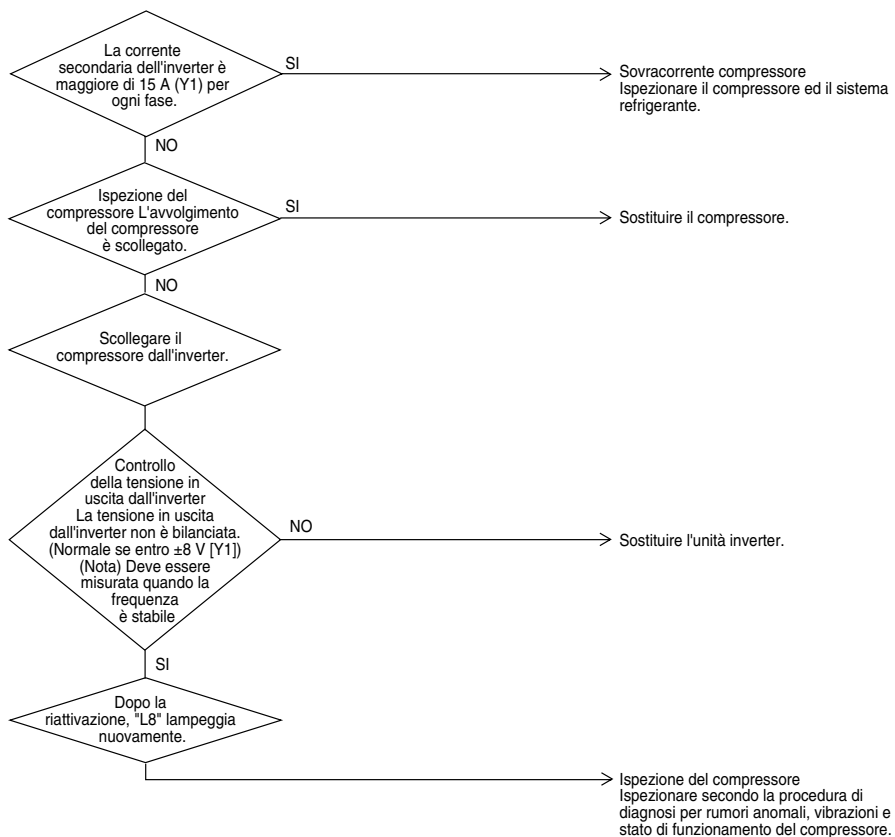 La corrente
secondaria dell'inverter è
maggiore di 15 A (Y1) per
ogni fase.
SI
Sovracorrente compressore
Ispezionare il compressore ed il sistema
refrigerante.
NO
Ispezione del
compressore L'avvolgimento
del compressore
è scollegato.
SI
Sostituire il compressore.
NO
Scollegare il
compressore dall'inverter.
Controllo
della tensione in
uscita dall'inverter
La tensione in uscita
dall'inverter non è bilanciata.
(Normale se entro ±8 V [Y1])
(Nota) Deve essere
misurata quando la
frequenza
è stabile
NO
Sostituire l'unità inverter.
SI
Dopo la
riattivazione, "L8" lampeggia
nuovamente.
Ispezione del compressore
Ispezionare secondo la procedura di
diagnosi per rumori anomali, vibrazioni e
stato di funzionamento del compressore.